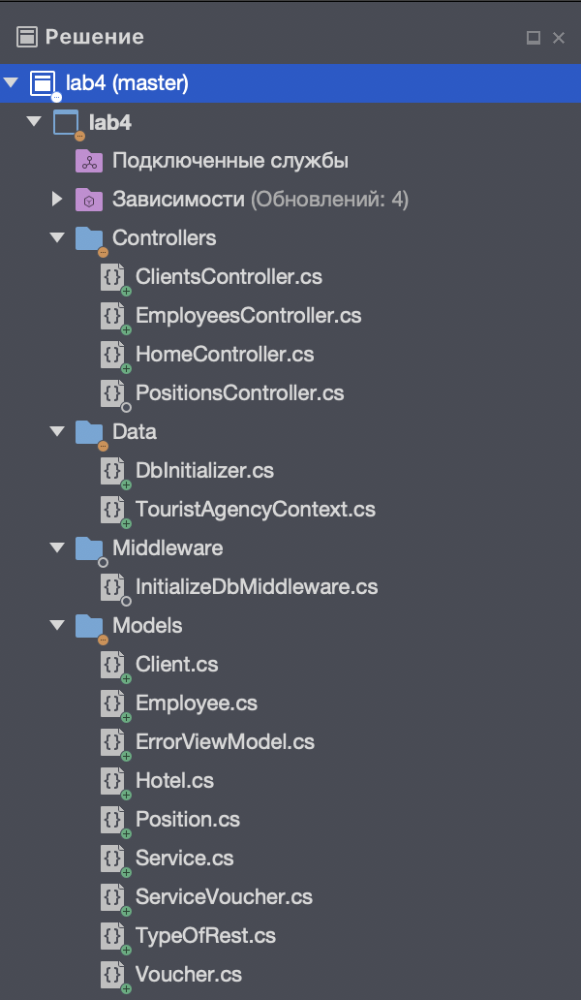 Решение
lab4 (master)
lab4
Подключенные службы
Зависимости (Обновлений: 4)
Controllers
ClientsController.cs
EmployeesController.cs
HomeController.cs
PositionsController.cs
Data
DbInitializer.cs
TouristAgencyContext.cs
Middleware
InitializeDbMiddleware.cs
Models
Client.cs
Employee.cs
ErrorViewModel.cs
Hotel.cs
Position.cs
Service.cs
ServiceVoucher.cs
TypeOfRest.cs
Voucher.cs